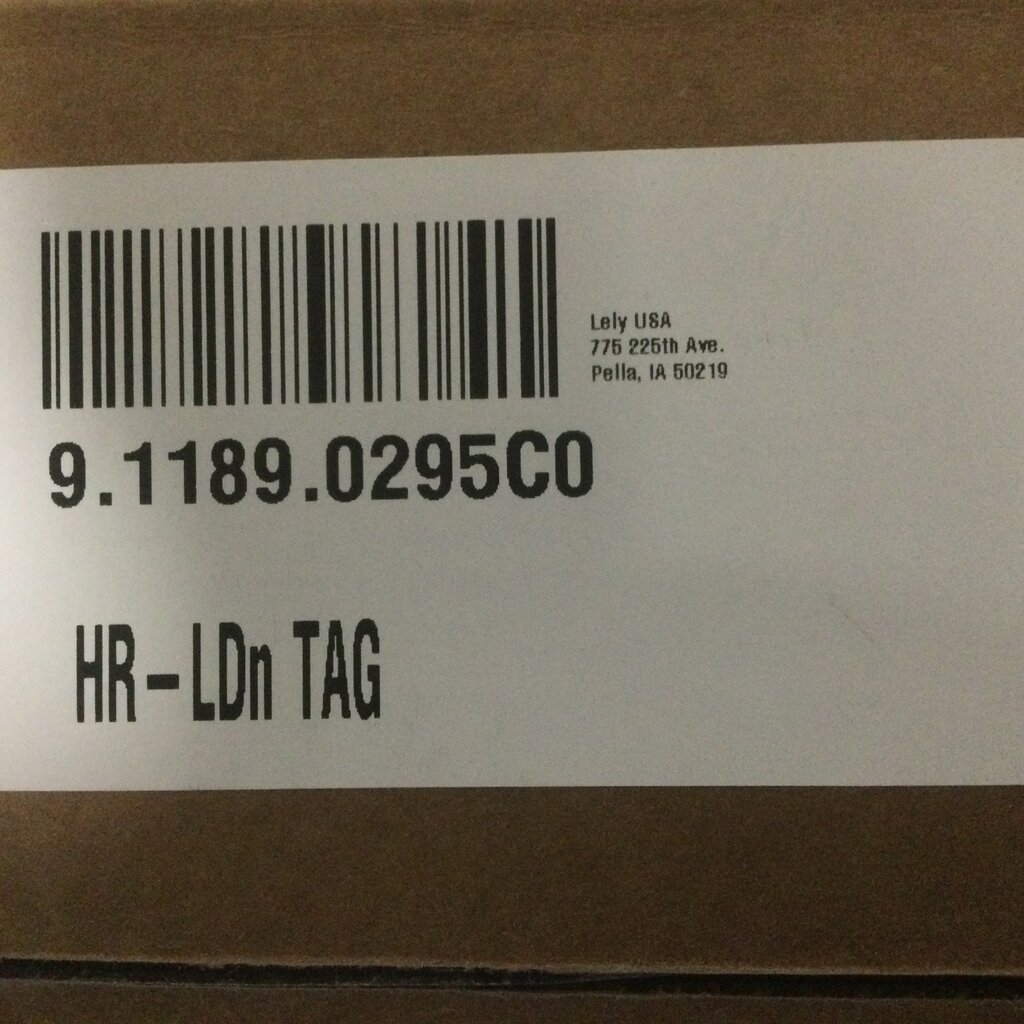 Lely USA
775 225th Ave.
Pella, IA 50219
9.1189.0295C0
HR-LDn TAG